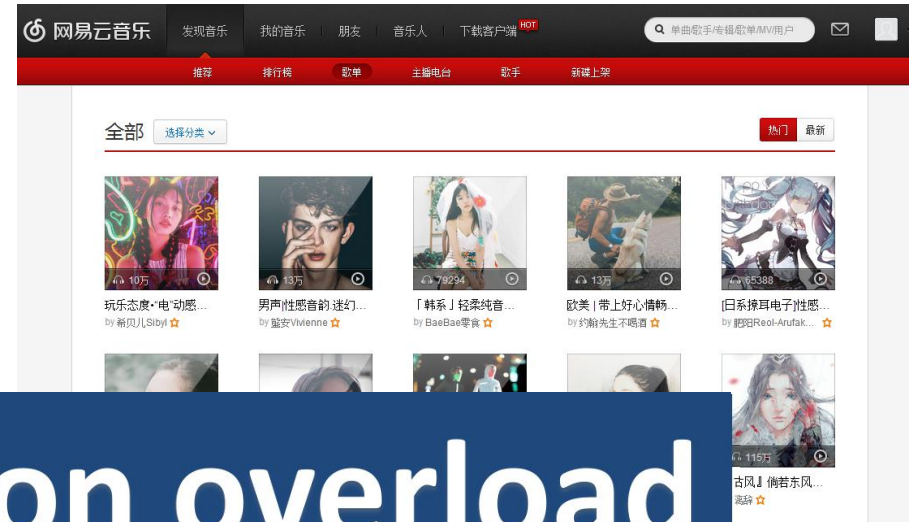 网易云音乐 发现音乐 我的音乐 朋友 音乐人 下载客户端 HOT 单曲/歌手/专辑/歌单/MV/用户
推荐 排行榜 歌单 主播电台 歌手 新碟上架
全部 选择分类 热门 最新
10万 13万 79294 13万 65388
玩乐态度·“电”动感... 男声|性感音韵.迷幻... 「韩系」轻柔纯音... 欧美 | 带上好心情畅... [日系撩耳电子]性感...
by 希贝儿Sibyl by 鹽安Vivienne by BaeBae零食 by 约翰先生不喝酒 by 肥阳Reol-Arufak...
115万
古风』倘若东风...
离辞
on overload